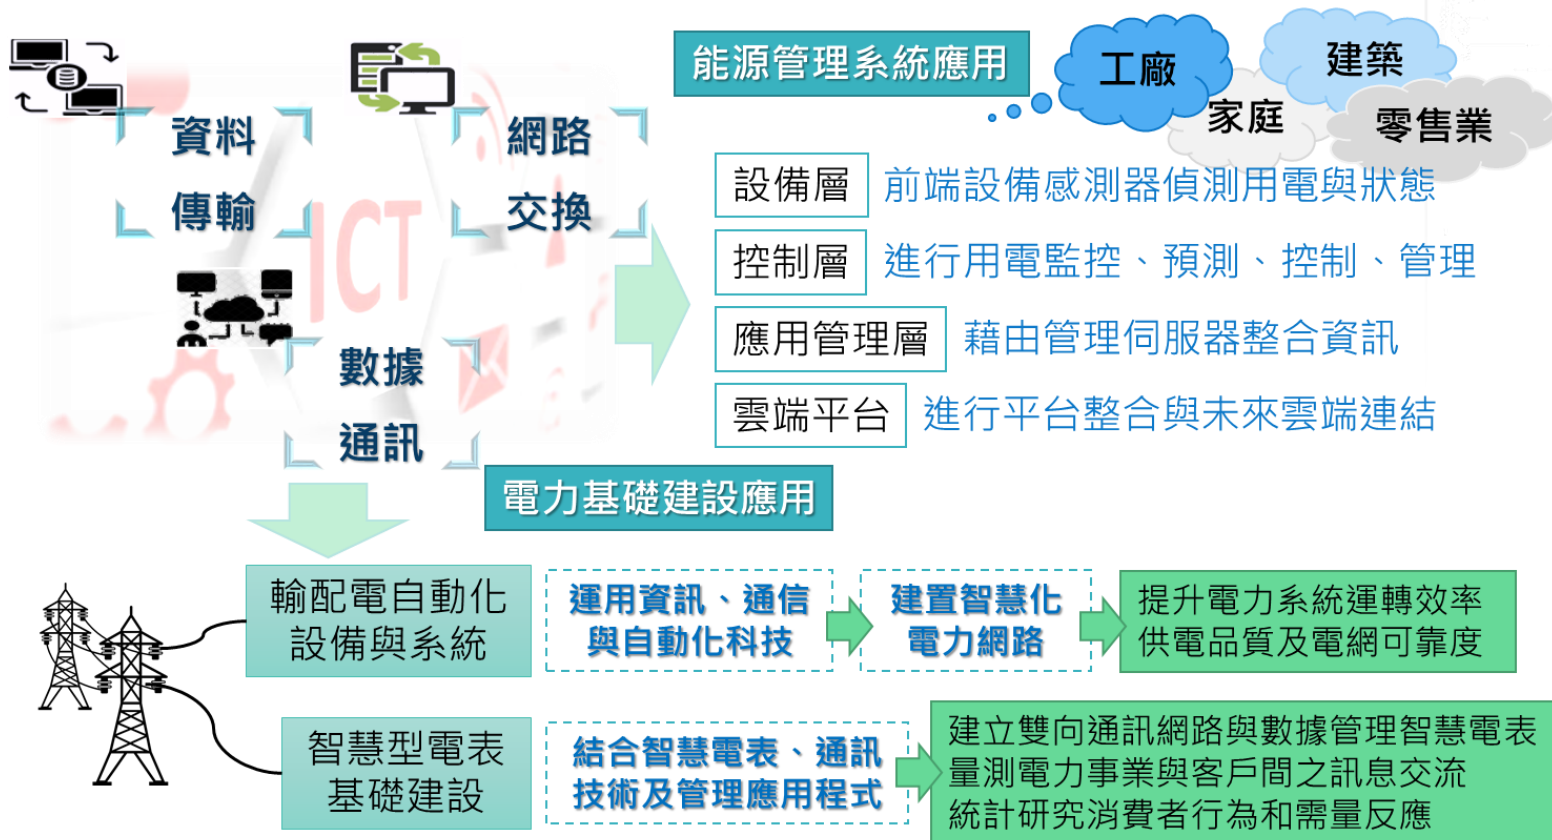 資料
傳輸
網路
交換
ICT
數據
通訊
能源管理系統應用
工廠
家庭
建築
零售業
設備層
前端設備感測器偵測用電與狀態
控制層
進行用電監控、預測、控制、管理
應用管理層
藉由管理伺服器整合資訊
雲端平台
進行平台整合與未來雲端連結
電力基礎建設應用
輸配電自動化
設備與系統
運用資訊、通信
與自動化科技
建置智慧化
電力網路
提升電力系統運轉效率
供電品質及電網可靠度
智慧型電表
基礎建設
結合智慧電表、通訊
技術及管理應用程式
建立雙向通訊網路與數據管理智慧電表
量測電力事業與客戶間之訊息交流
統計研究消費者行為和需量反應